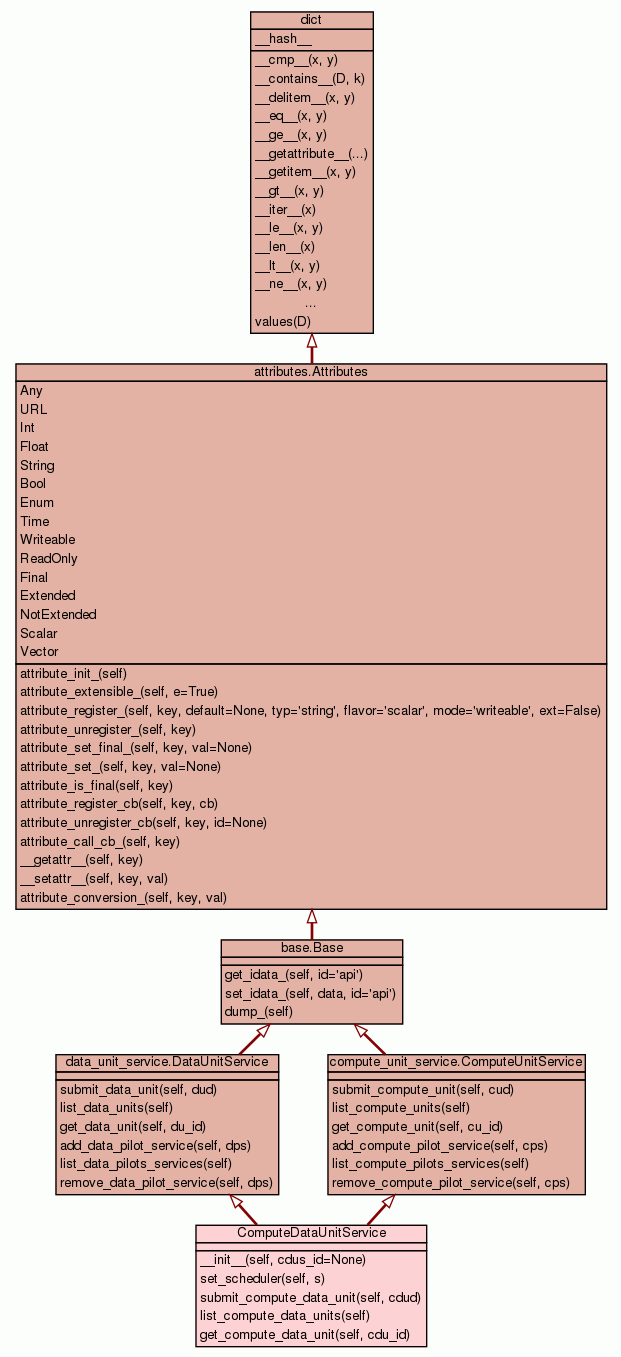 dict
__hash__
__cmp__(x, y)
__contains__(D, k)
__delitem__(x, y)
__eq__(x, y)
__ge__(x, y)
__getattribute__(...)
__getitem__(x, y)
__gt__(x, y)
__iter__(x)
__le__(x, y)
__len__(x)
__lt__(x, y)
__ne__(x, y)
...
values(D)
attributes.Attributes
Any
URL
Int
Float
String
Bool
Enum
Time
Writeable
ReadOnly
Final
Extended
NotExtended
Scalar
Vector
attribute_init_(self)
attribute_extensible_(self, e=True)
attribute_register_(self, key, default=None, typ='string', flavor='scalar', mode='writeable', ext=False)
attribute_unregister_(self, key)
attribute_set_final_(self, key, val=None)
attribute_set_(self, key, val=None)
attribute_is_final(self, key)
attribute_register_cb(self, key, cb)
attribute_unregister_cb(self, key, id=None)
attribute_call_cb_(self, key)
__getattr__(self, key)
__setattr__(self, key, val)
attribute_conversion_(self, key, val)
base.Base
get_idata_(self, id='api')
set_idata_(self, data, id='api')
dump_(self)
data_unit_service.DataUnitService
submit_data_unit(self, dud)
list_data_units(self)
get_data_unit(self, du_id)
add_data_pilot_service(self, dps)
list_data_pilots_services(self)
remove_data_pilot_service(self, dps)
compute_unit_service.ComputeUnitService
submit_compute_unit(self, cud)
list_compute_units(self)
get_compute_unit(self, cu_id)
add_compute_pilot_service(self, cps)
list_compute_pilots_services(self)
remove_compute_pilot_service(self, cps)
ComputeDataUnitService
__init__(self, cdus_id=None)
set_scheduler(self, s)
submit_compute_data_unit(self, cdud)
list_compute_data_units(self)
get_compute_data_unit(self, cdu_id)